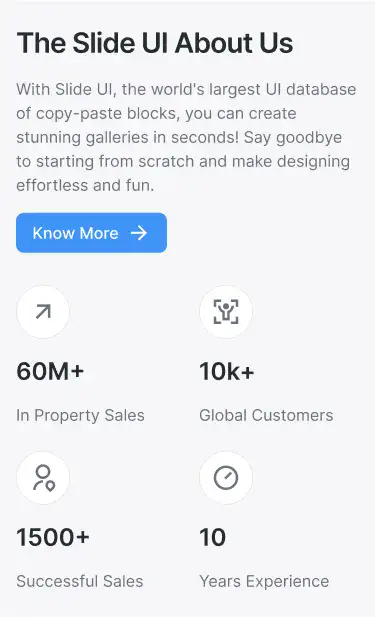 The Slide UI About Us
With Slide UI, the world's largest UI database
of copy-paste blocks, you can create
stunning galleries in seconds! Say goodbye
to starting from scratch and make designing
effortless and fun.
Know More
60M+
10k+
In Property Sales
Global Customers
1500+
10
Successful Sales
Years Experience